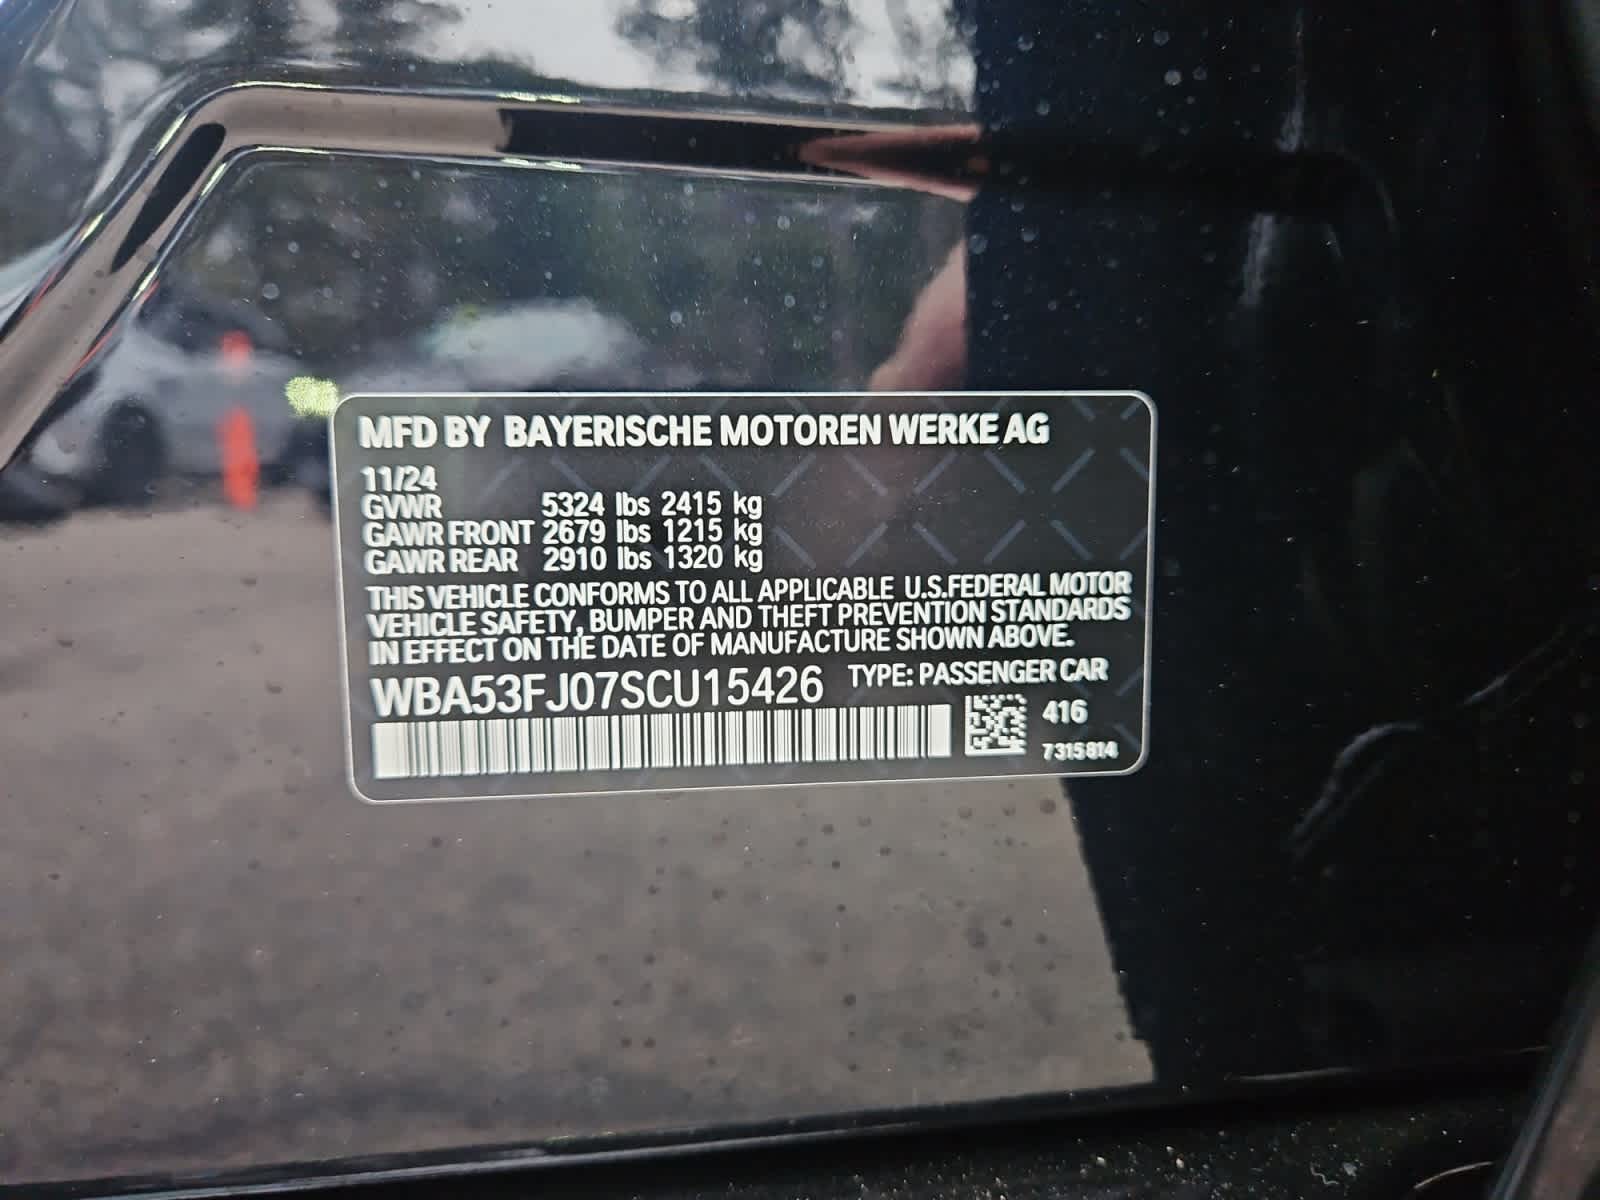 MFD BY BAYERISCHE MOTOREN WERKE AG
11/24
GVWR 5324 lbs 2415 kg
GAWR FRONT 2679 lbs 1215 kg
GAWR REAR 2910 lbs 1320 kg
THIS VEHICLE CONFORMS TO ALL APPLICABLE U.S.FEDERAL MOTOR
VEHICLE SAFETY, BUMPER AND THEFT PREVENTION STANDARDS
IN EFFECT ON THE DATE OF MANUFACTURE SHOWN ABOVE.
WBA53FJ07SCU15426 TYPE: PASSENGER CAR
416
7315814